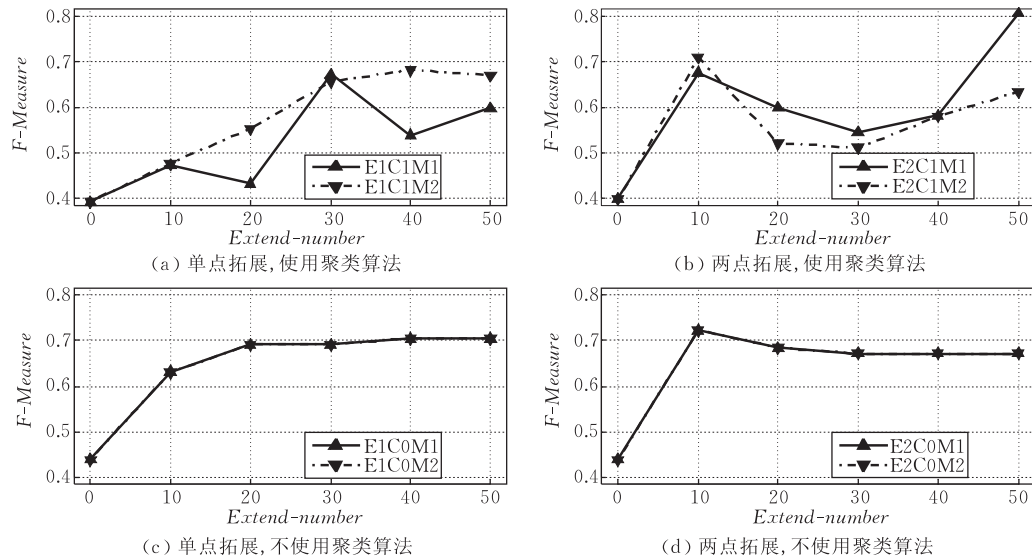 0.8
0.7
0.6
0.5
0.4
F-Measure
E1C1M1
E1C1M2
0 10 20 30 40 50
Extend-number
(a) 单点拓展,使用聚类算法
0.8
0.7
0.6
0.5
0.4
F-Measure
E2C1M1
E2C1M2
0 10 20 30 40 50
Extend-number
(b) 两点拓展,使用聚类算法
0.8
0.7
0.6
0.5
0.4
F-Measure
E1C0M1
E1C0M2
0 10 20 30 40 50
Extend-number
(c) 单点拓展,不使用聚类算法
0.8
0.7
0.6
0.5
0.4
F-Measure
E2C0M1
E2C0M2
0 10 20 30 40 50
Extend-number
(d) 两点拓展,不使用聚类算法